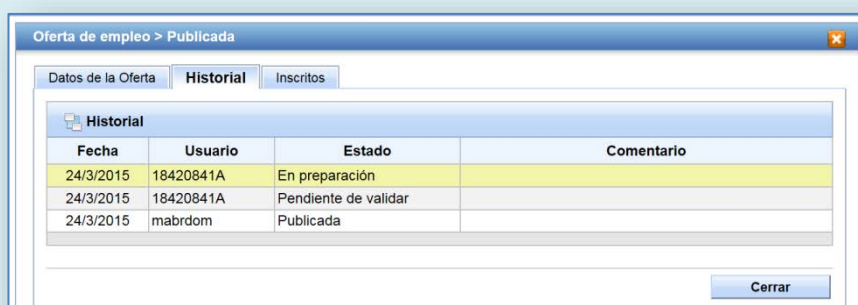 Oferta de empleo > Publicada
Datos de la Oferta Historial Inscritos
Historial
Fecha Usuario Estado Comentario
24/3/2015 18420841A En preparación
24/3/2015 18420841A Pendiente de validar
24/3/2015 mabrdom Publicada
Cerrar